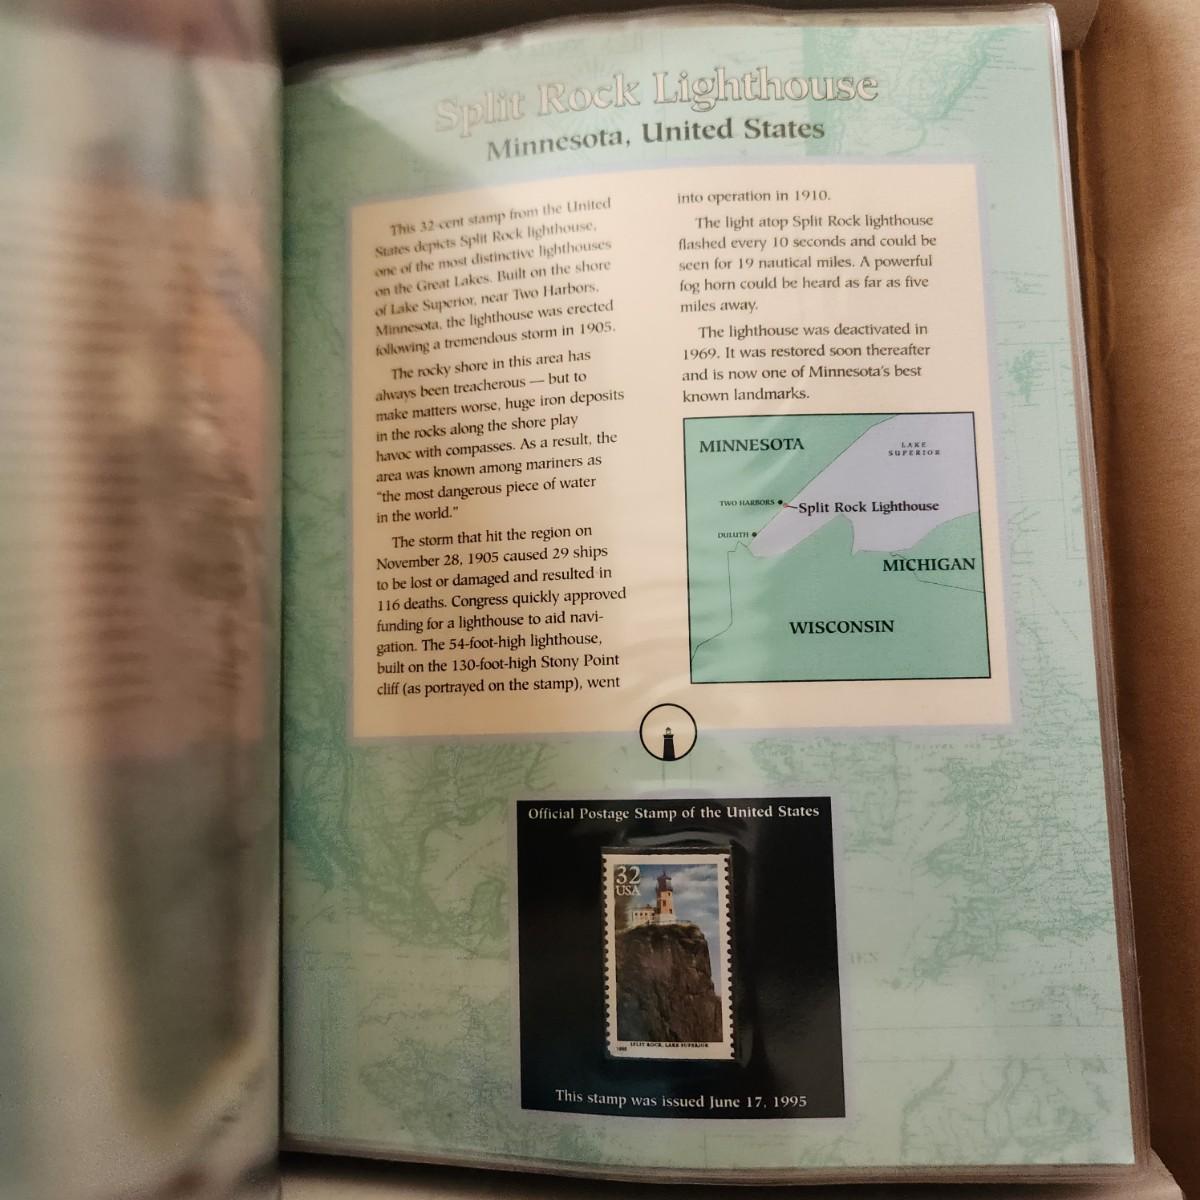 Split Rock Lighthouse
Minnesota, United States
This 32-cent stamp from the United
States depicts Split Rock lighthouse,
one of the most distinctive lighthouses
on the Great Lakes. Built on the shore
of Lake Superior, near Two Harbors,
Minnesota, the lighthouse was erected
following a tremendous storm in 1905.
The rocky shore in this area has
always been treacherous — but to
make matters worse, huge iron deposits
in the rocks along the shore play
havoc with compasses. As a result, the
area was known among mariners as
"the most dangerous piece of water
in the world."
The storm that hit the region on
November 28, 1905 caused 29 ships
to be lost or damaged and resulted in
116 deaths. Congress quickly approved
funding for a lighthouse to aid navi-
gation. The 54-foot-high lighthouse,
built on the 130-foot-high Stony Point
cliff (as portrayed on the stamp), went
into operation in 1910.
The light atop Split Rock lighthouse
flashed every 10 seconds and could be
seen for 19 nautical miles. A powerful
fog horn could be heard as far as five
miles away.
The lighthouse was deactivated in
1969. It was restored soon thereafter
and is now one of Minnesota's best
known landmarks.
MINNESOTA
LAKE
SUPERIOR
TWO HARBORS
Split Rock Lighthouse
DULUTH
MICHIGAN
WISCONSIN
Official Postage Stamp of the United States
32
USA
1995 SPLIT ROCK, LAKE SUPERIOR
This stamp was issued June 17, 1995